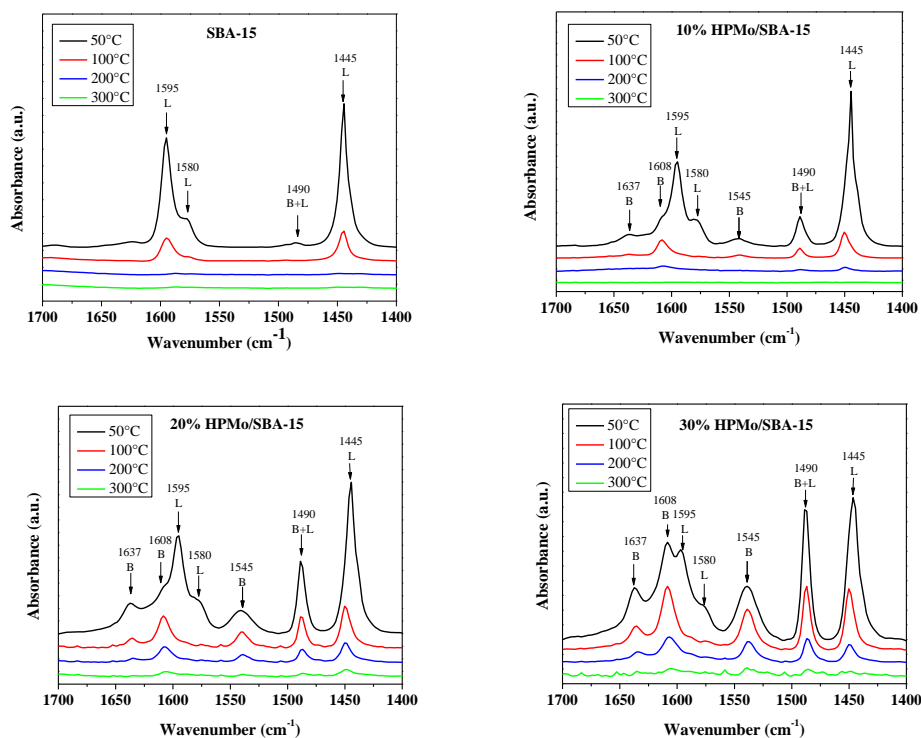 SBA-15
50°C
100°C
200°C
300°C
1595
L
1580
L
1490
B+L
1445
L
Absorbance (a.u.)
1700 1650 1600 1550 1500 1450 1400
Wavenumber (cm-1)
10% HPMo/SBA-15
50°C
100°C
200°C
300°C
1637
B
1608
B
1595
L
1580
L
1545
B
1490
B+L
1445
L
Absorbance (a.u.)
1700 1650 1600 1550 1500 1450 1400
Wavenumber (cm-1)
20% HPMo/SBA-15
50°C
100°C
200°C
300°C
1637
B
1608
B
1595
L
1580
L
1545
B
1490
B+L
1445
L
Absorbance (a.u.)
1700 1650 1600 1550 1500 1450 1400
Wavenumber (cm-1)
30% HPMo/SBA-15
50°C
100°C
200°C
300°C
1637
B
1608
B
1595
L
1580
L
1545
B
1490
B+L
1445
L
Absorbance (a.u.)
1700 1650 1600 1550 1500 1450 1400
Wavenumber (cm-1)